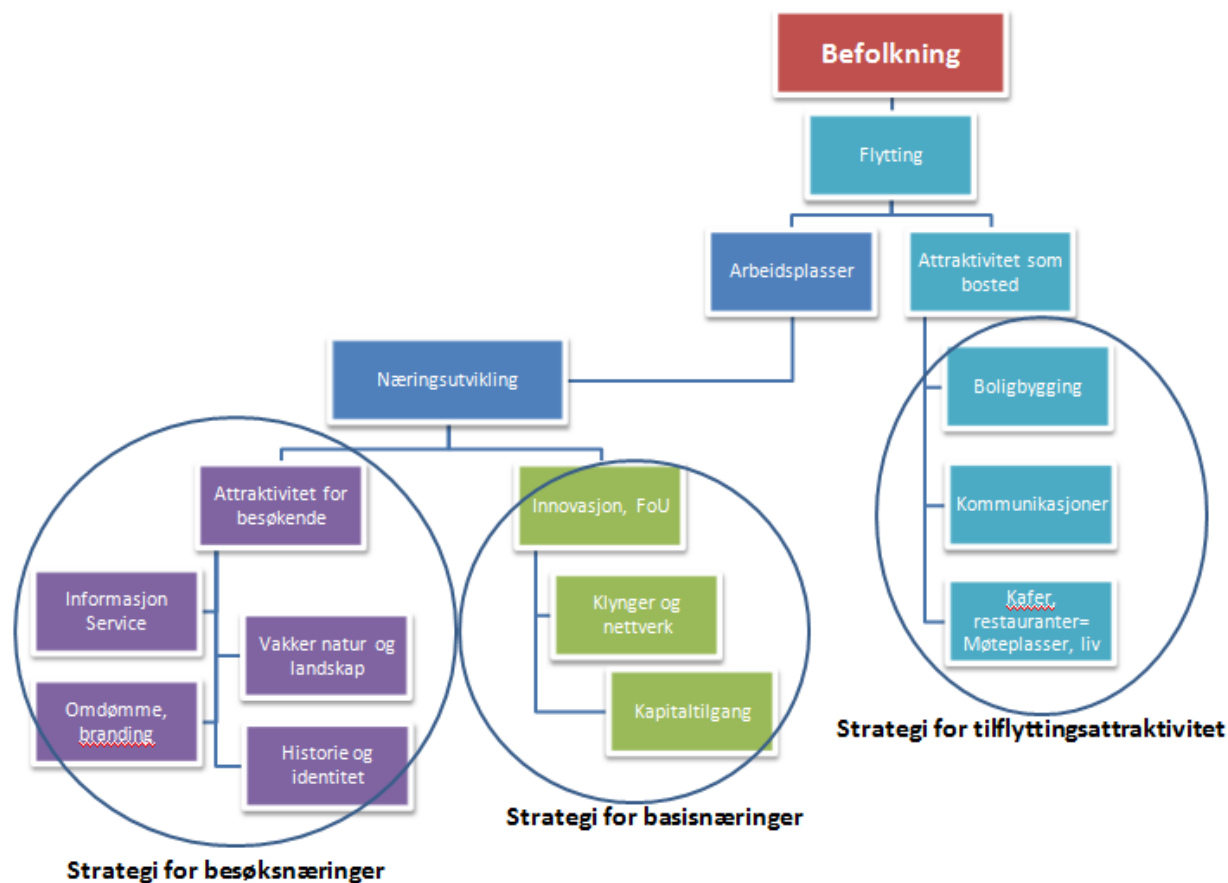 Befolkning
Flytting
Arbeidsplasser
Attraktivitet som
bosted
Næringsutvikling
Boligbygging
Kommunikasjoner
Kafer,
restauranter=
Møteplasser, liv
Strategi for tilflyttingsattraktivitet
Attraktivitet for
besøkende
Informasjon
Service
Vakker natur og
landskap
Omdømme,
branding
Historie og
identitet
Strategi for besøksnæringer
Innovasjon, FoU
Klynger og
nettverk
Kapitaltilgang
Strategi for basisnæringer